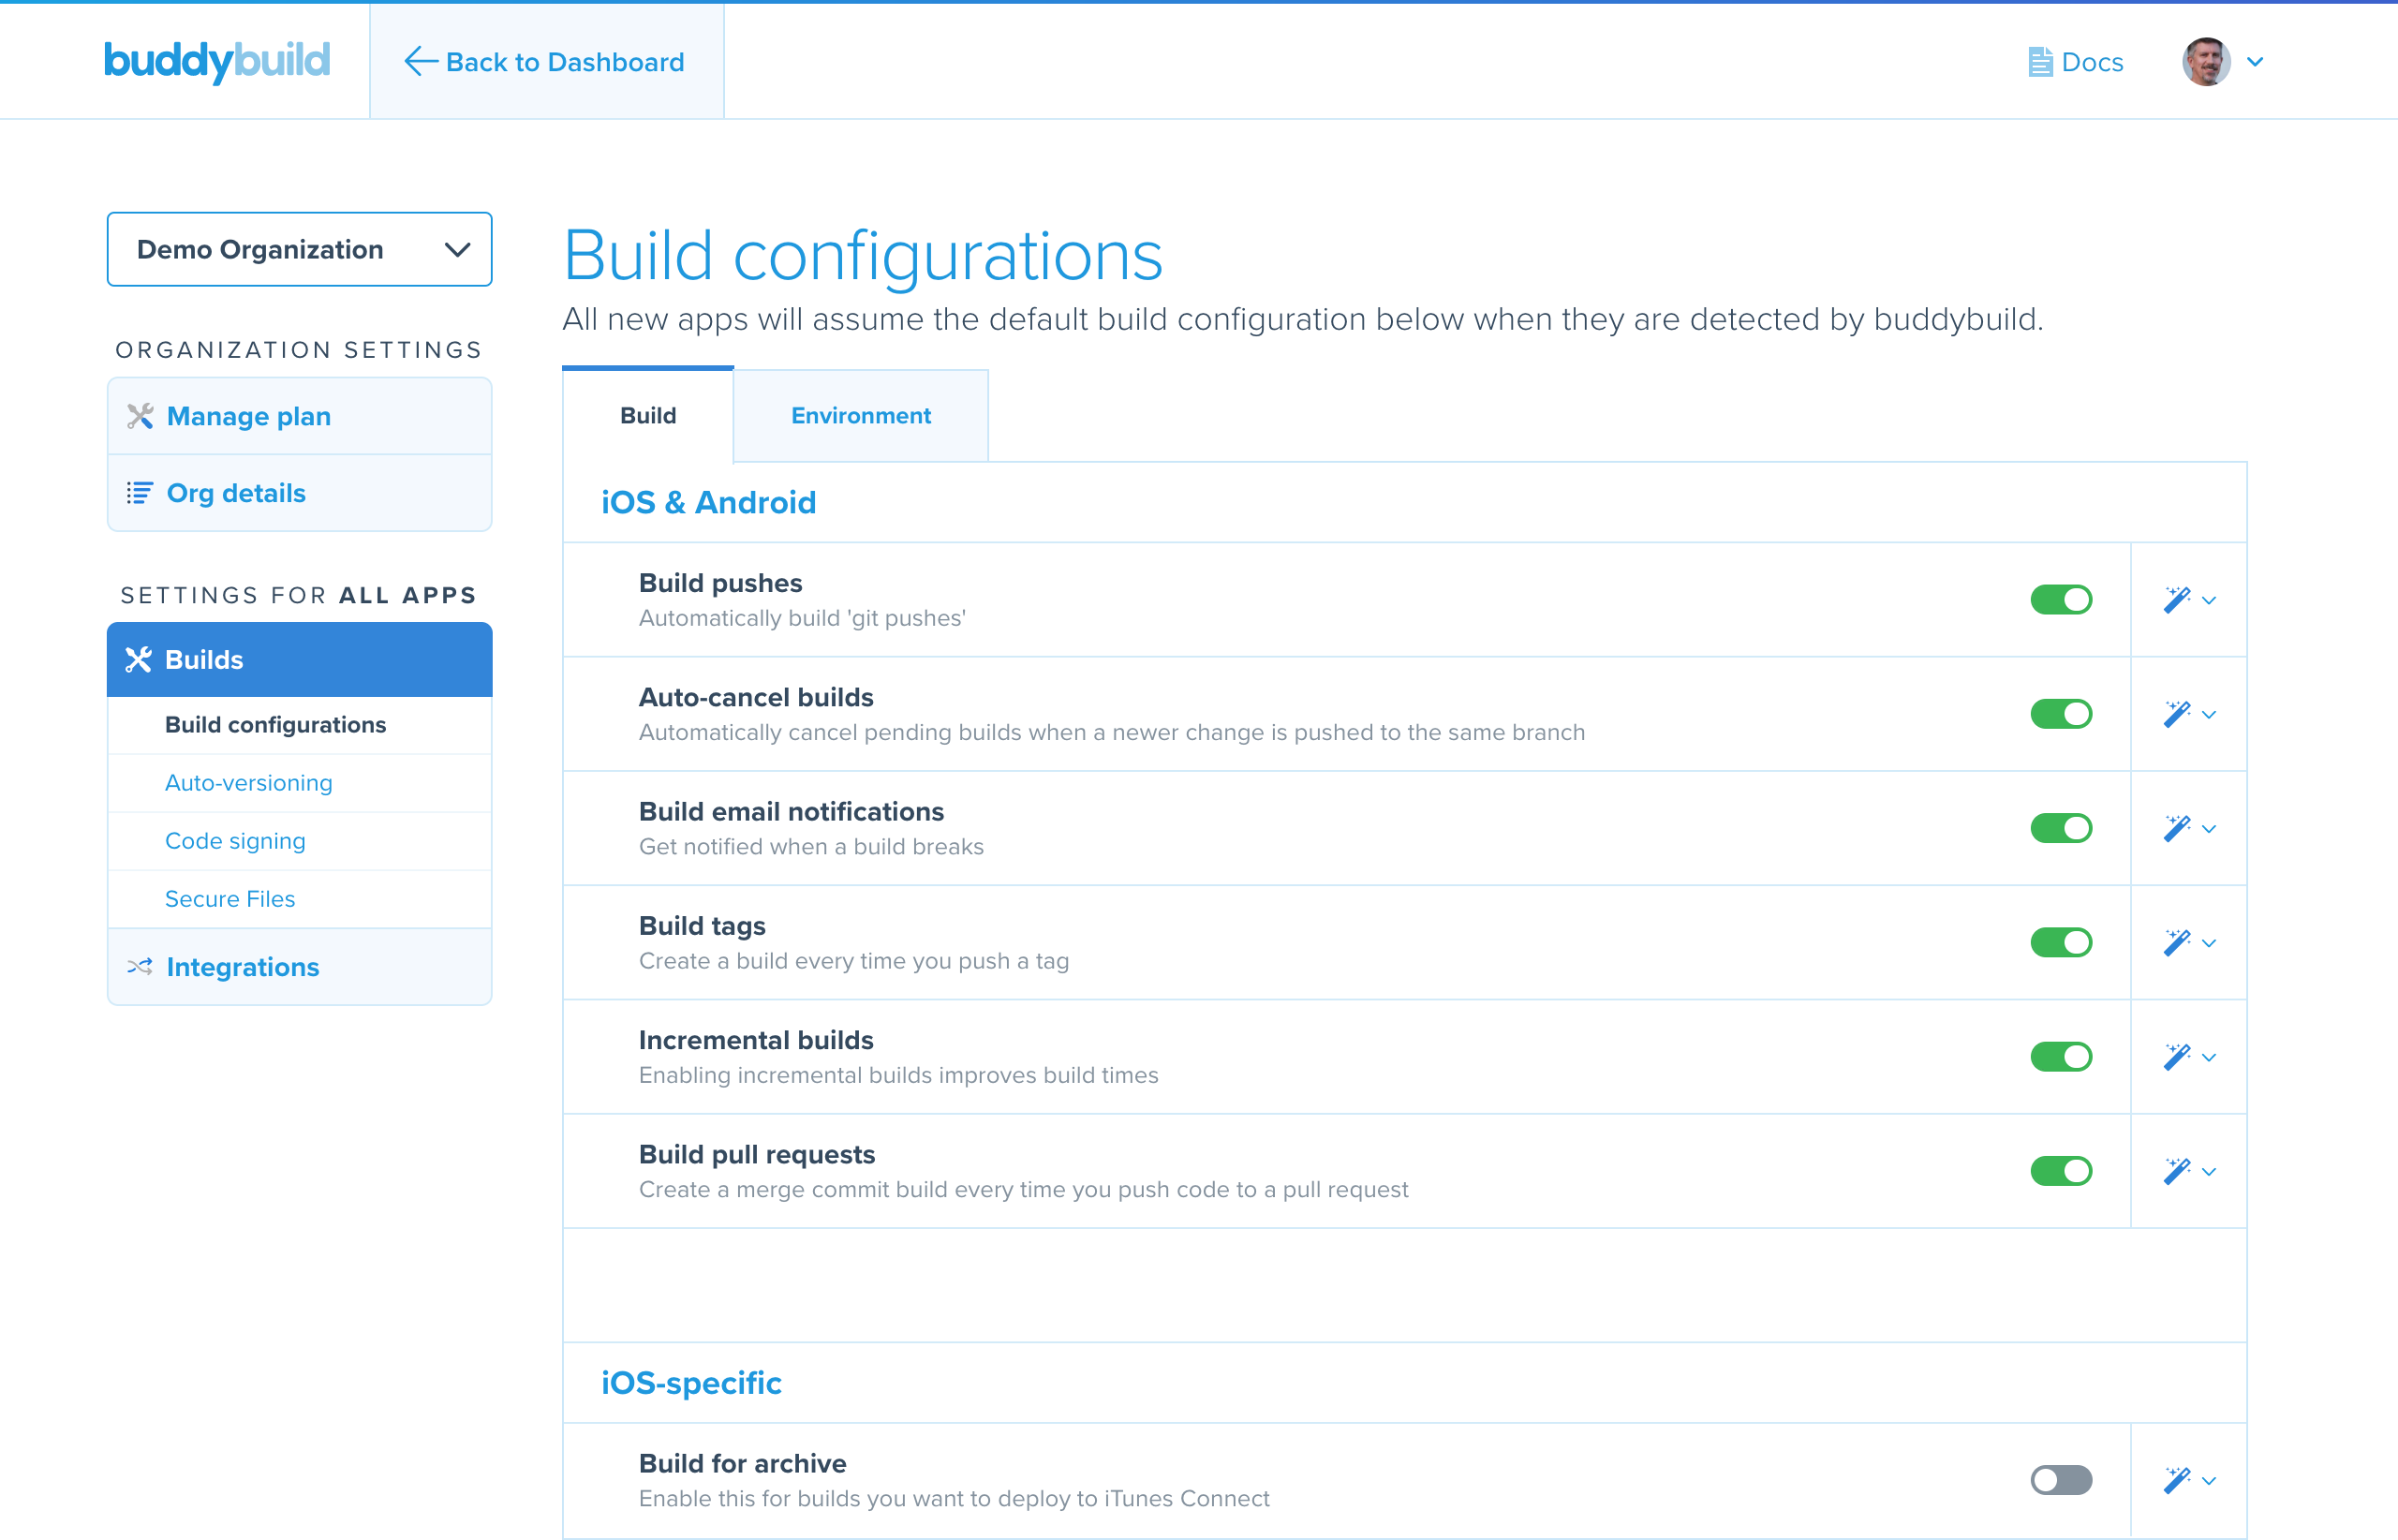 buddybuild
Back to Dashboard
Docs
Demo Organization
ORGANIZATION SETTINGS
Manage plan
Org details
SETTINGS FOR ALL APPS
Builds
Build configurations
Auto-versioning
Code signing
Secure Files
Integrations
Build configurations
All new apps will assume the default build configuration below when they are detected by buddybuild.
Build
Environment
iOS & Android
Build pushes
Automatically build 'git pushes'
Auto-cancel builds
Automatically cancel pending builds when a newer change is pushed to the same branch
Build email notifications
Get notified when a build breaks
Build tags
Create a build every time you push a tag
Incremental builds
Enabling incremental builds improves build times
Build pull requests
Create a merge commit build every time you push code to a pull request
iOS-specific
Build for archive
Enable this for builds you want to deploy to iTunes Connect